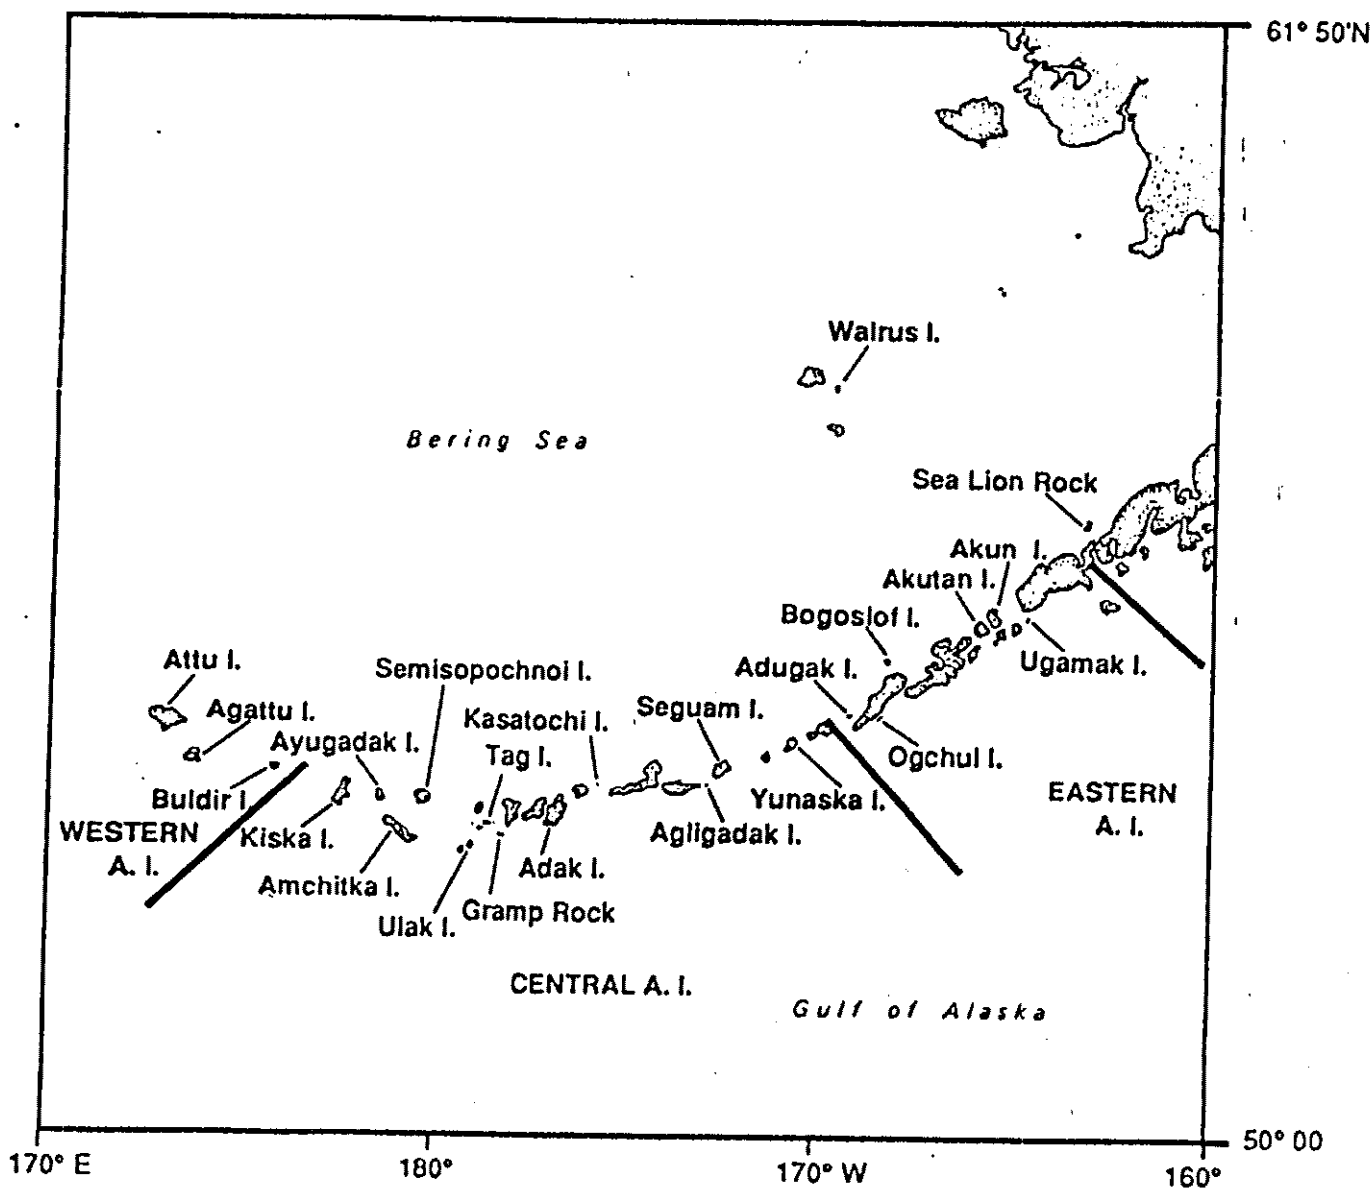 61° 50'N
Walrus I.
Bering Sea
Sea Lion Rock
Akun I.
Akutan I.
Bogoslof I.
Ugamak I.
Attu I.
Semisopochnoi I.
Adugak I.
Agattu I.
Kasatochi I.
Seguam I.
Ayugadak I.
Tag I.
Ogchul I.
Buldir I.
Yunaska I.
EASTERN
A. I.
WESTERN
A. I.
Kiska I.
Agligadak I.
Adak I.
Amchitka I.
Ulak I.
Gramp Rock
CENTRAL A. I.
Gulf of Alaska
50° 00
170° E
180°
170° W
160°